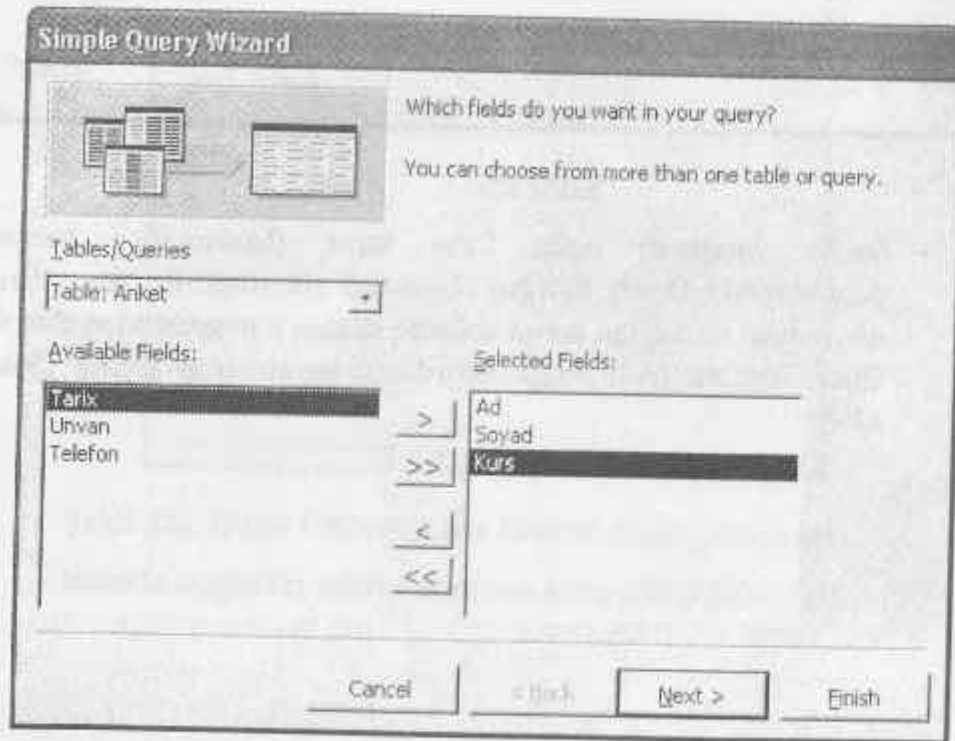 Simple Query Wizard
Which fields do you want in your query?
You can choose from more than one table or query.
Tables/Queries
Table: Anket
Available Fields:
Selected Fields:
Tarix
Unvan
Telefon
>
>>
<
<<
Ad
Soyad
Kurs
Cancel
< Back
Next >
Finish